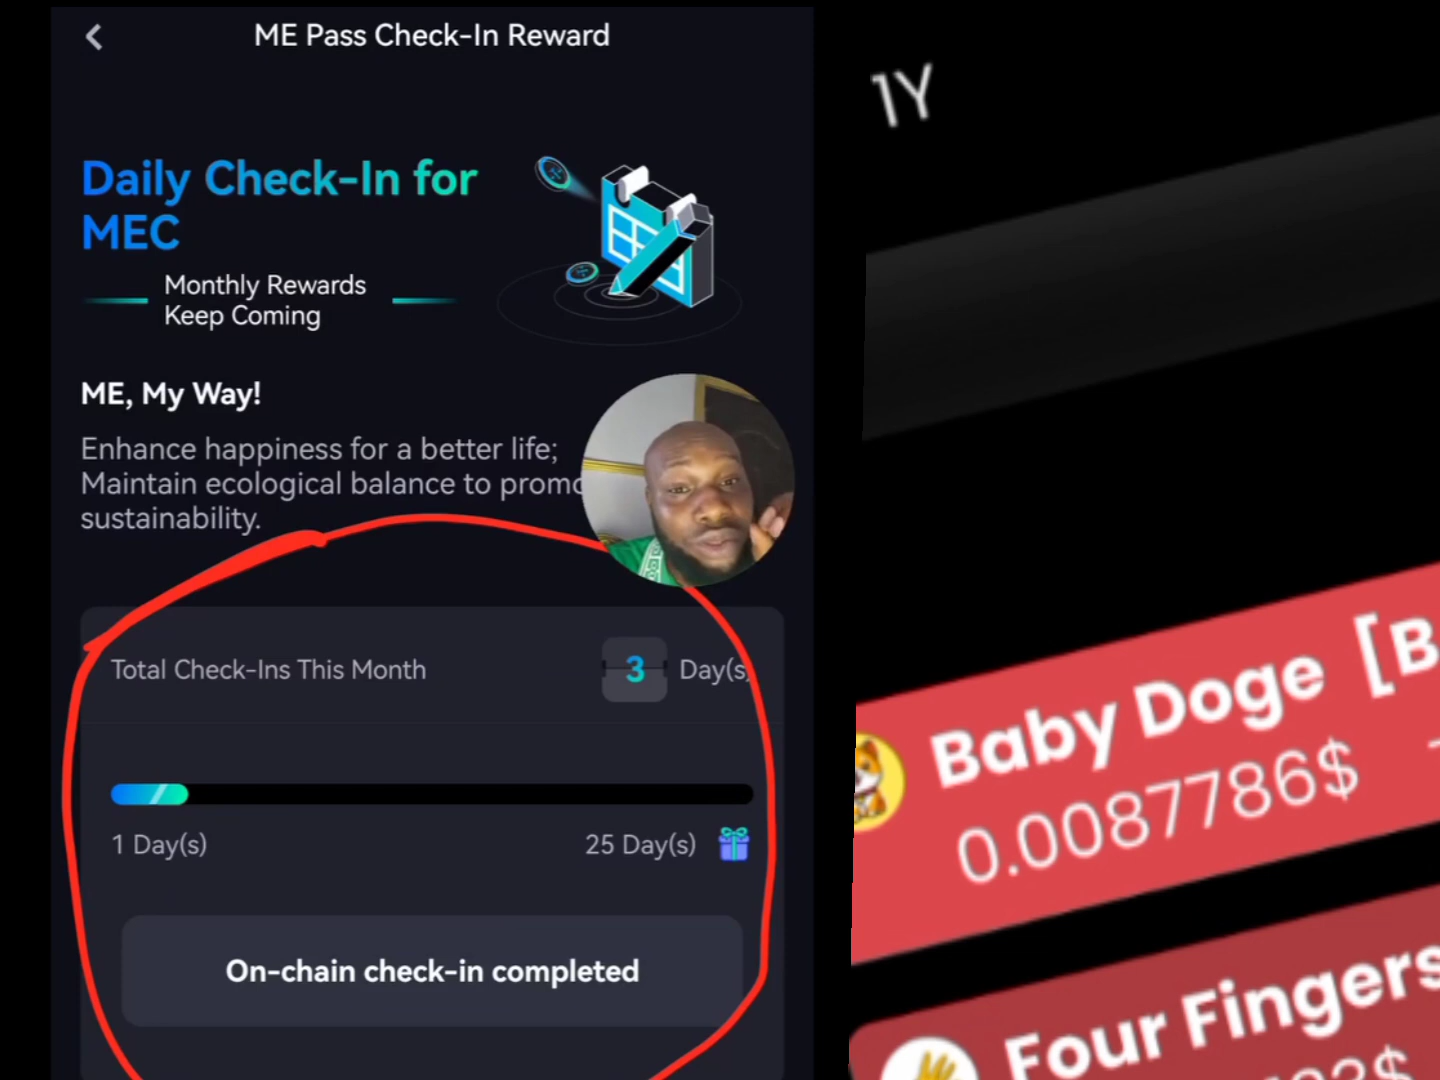 ME Pass Check-In Reward
Daily Check-In for
MEC
Monthly Rewards
Keep Coming
ME, My Way!
Enhance happiness for a better life;
Maintain ecological balance to promo
sustainability.
Total Check-Ins This Month
3
Day(s)
1 Day(s)
25 Day(s)
On-chain check-in completed
1Y
Baby Doge [B
0.0087786$
Four Fingers